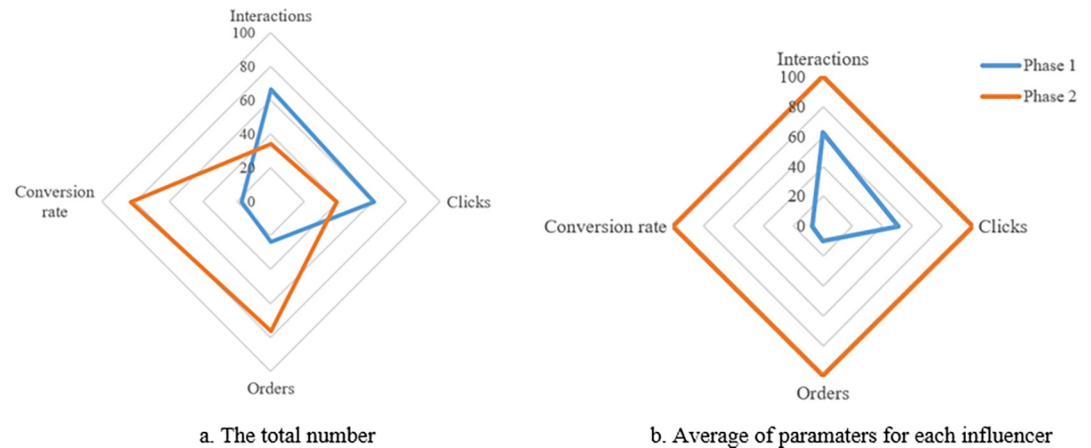 Interactions
100
80
60
40
20
0
Conversion
rate
Clicks
Orders
a. The total number
Interactions
100
80
60
40
20
0
Conversion rate
Clicks
Orders
Phase 1
Phase 2
b. Average of paramaters for each influencer